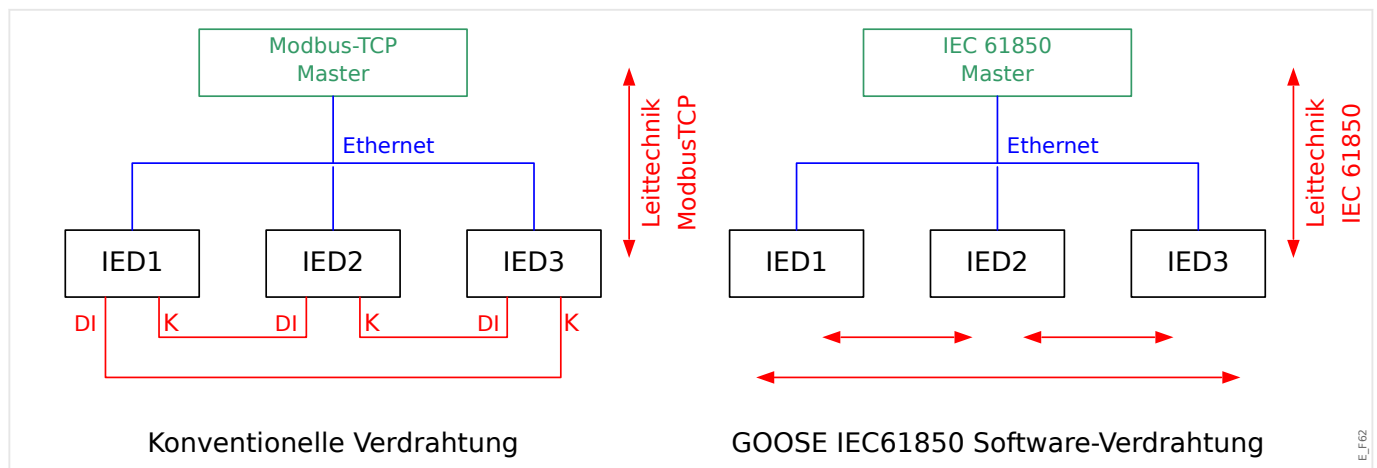 Modbus-TCP
Master
Ethernet
Leittechnik
ModbusTCP
IED1
IED2
IED3
DI
K
DI
K
DI
K
Konventionelle Verdrahtung
IEC 61850
Master
Ethernet
Leittechnik
IEC 61850
IED1
IED2
IED3
GOOSE IEC61850 Software-Verdrahtung
E_F62